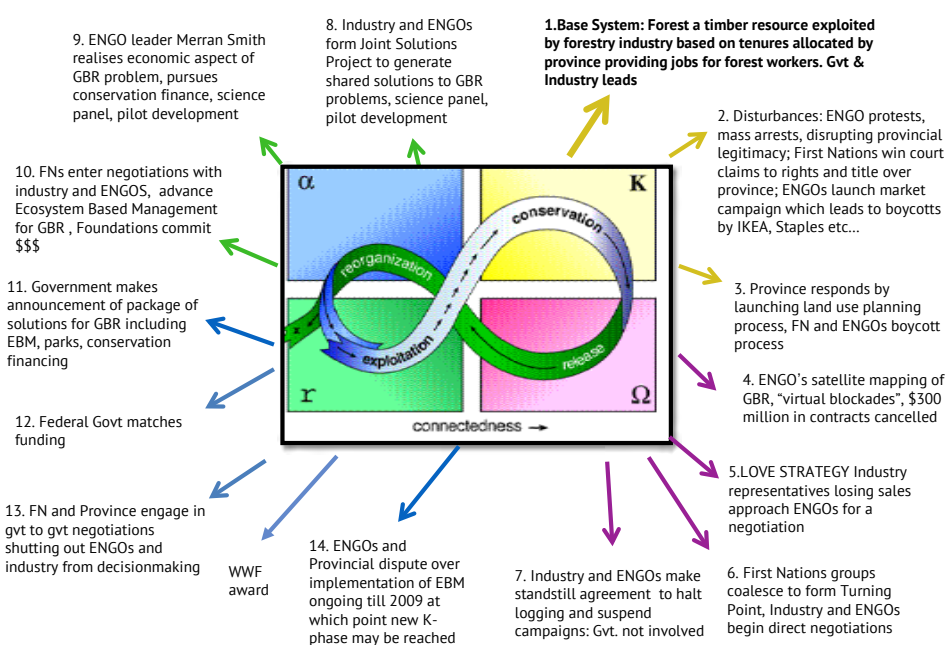 1.Base System: Forest a timber resource exploited
by forestry industry based on tenures allocated by
province providing jobs for forest workers. Gvt &
Industry leads
2. Disturbances: ENGO protests,
mass arrests, disrupting provincial
legitimacy; First Nations win court
claims to rights and title over
province; ENGOs launch market
campaign which leads to boycotts
by IKEA, Staples etc...
3. Province responds by
launching land use planning
process, FN and ENGOs boycott
process
4. ENGO's satellite mapping of
GBR, "virtual blockades", $300
million in contracts cancelled
5.LOVE STRATEGY Industry
representatives losing sales
approach ENGOs for a
negotiation
6. First Nations groups
coalesce to form Turning
Point, Industry and ENGOs
begin direct negotiations
7. Industry and ENGOs make
standstill agreement to halt
logging and suspend
campaigns: Gvt. not involved
8. Industry and ENGOs
form Joint Solutions
Project to generate
shared solutions to GBR
problems, science panel,
pilot development
9. ENGO leader Merran Smith
realises economic aspect of
GBR problem, pursues
conservation finance, science
panel, pilot development
10. FNs enter negotiations with
industry and ENGOS, advance
Ecosystem Based Management
for GBR , Foundations commit
$$$
11. Government makes
announcement of package of
solutions for GBR including
EBM, parks, conservation
financing
12. Federal Govt matches
funding
13. FN and Province engage in
gvt to gvt negotiations
shutting out ENGOs and
industry from decisionmaking
WWF
award
14. ENGOs and
Provincial dispute over
implementation of EBM
ongoing till 2009 at
which point new K-
phase may be reached
α
K
conservation
reorganization
exploitation
release
r
Ω
connectedness →